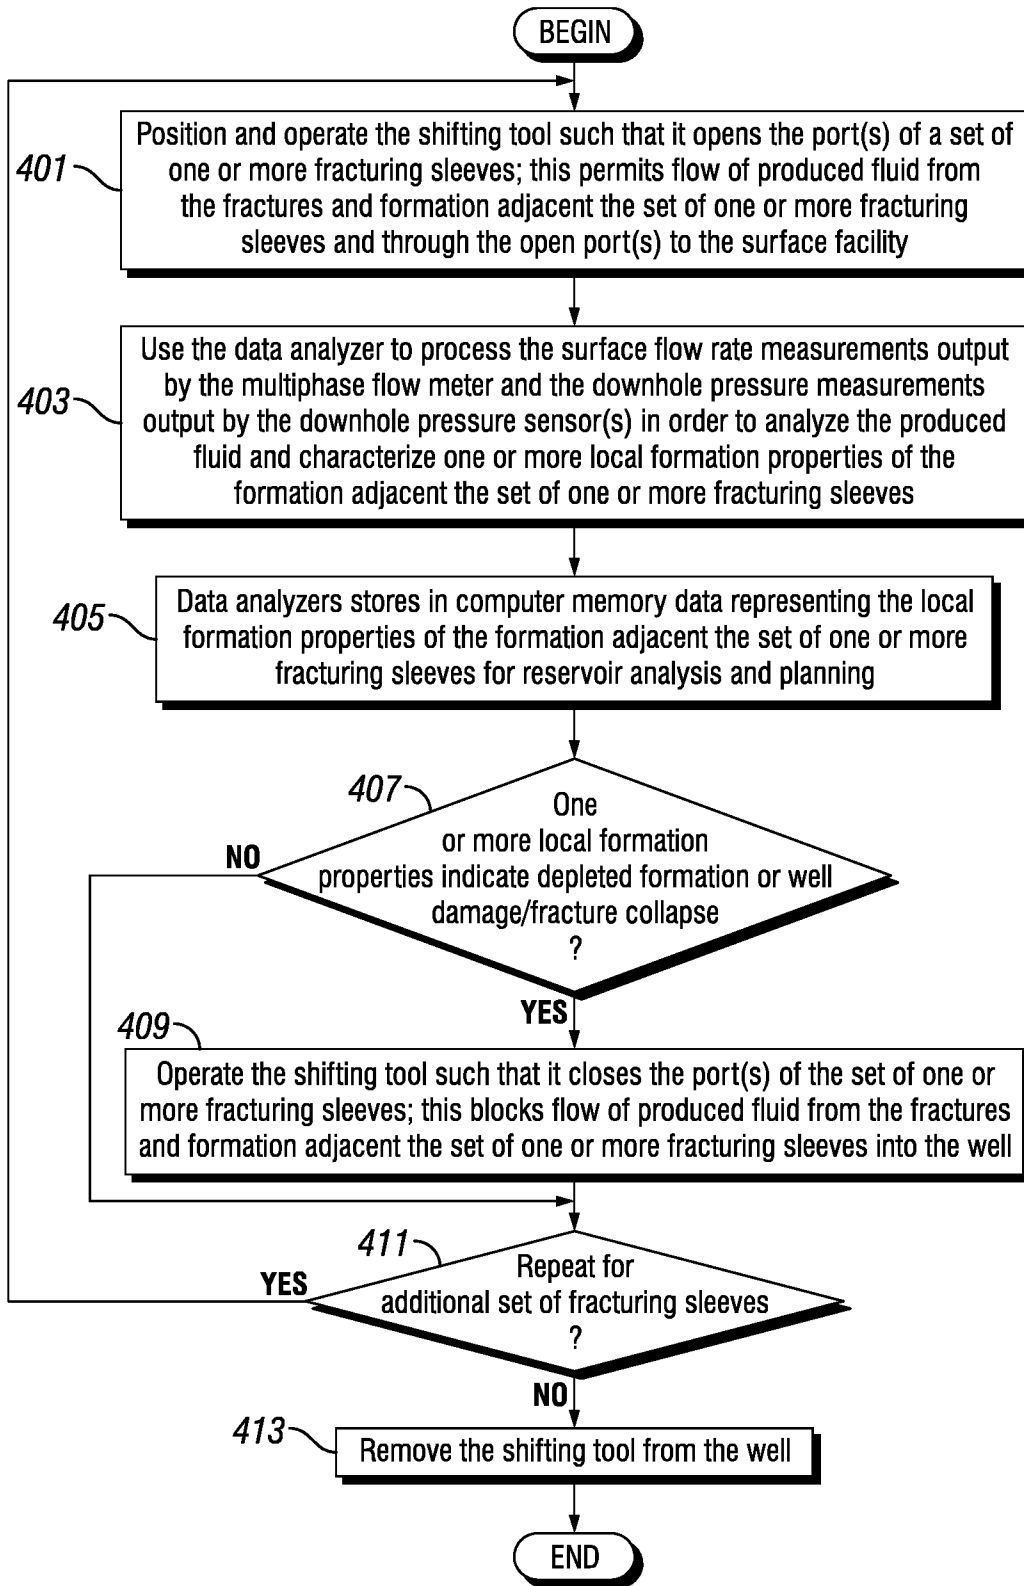 BEGIN
401
Position and operate the shifting tool such that it opens the port(s) of a set of
one or more fracturing sleeves; this permits flow of produced fluid from
the fractures and formation adjacent the set of one or more fracturing
sleeves and through the open port(s) to the surface facility
403
Use the data analyzer to process the surface flow rate measurements output
by the multiphase flow meter and the downhole pressure measurements
output by the downhole pressure sensor(s) in order to analyze the produced
fluid and characterize one or more local formation properties of the
formation adjacent the set of one or more fracturing sleeves
405
Data analyzers stores in computer memory data representing the local
formation properties of the formation adjacent the set of one or more
fracturing sleeves for reservoir analysis and planning
407
One
or more local formation
properties indicate depleted formation or well
damage/fracture collapse
?
NO
YES
409
Operate the shifting tool such that it closes the port(s) of the set of one or
more fracturing sleeves; this blocks flow of produced fluid from the fractures
and formation adjacent the set of one or more fracturing sleeves into the well
411
Repeat for
additional set of fracturing sleeves
?
YES
NO
413
Remove the shifting tool from the well
END